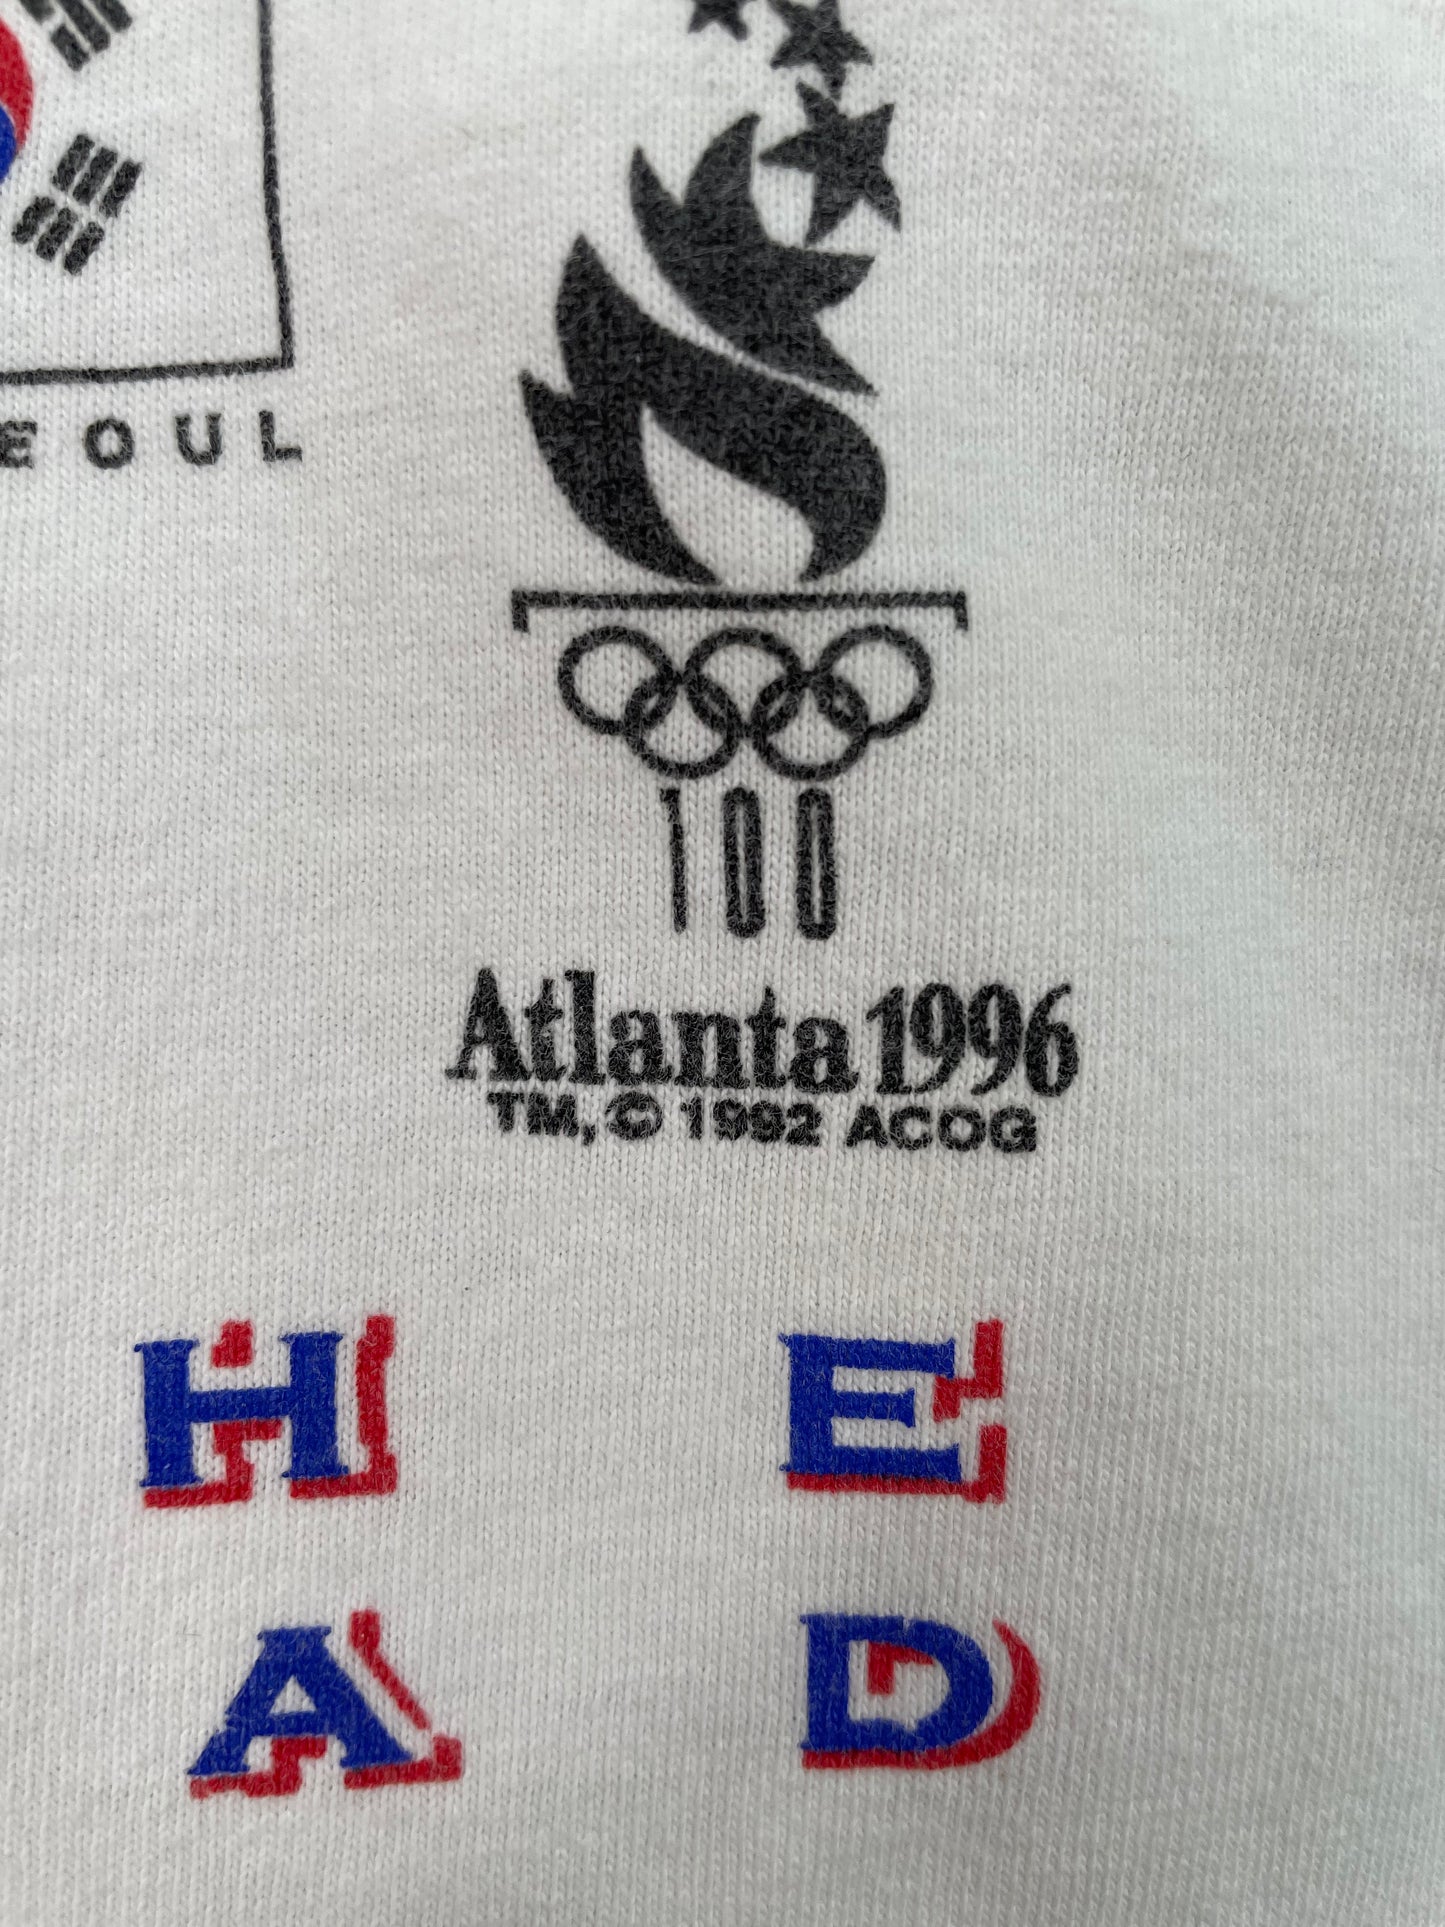 EOUL
100
Atlanta 1996
TM, © 1992 ACOG
H E
A D